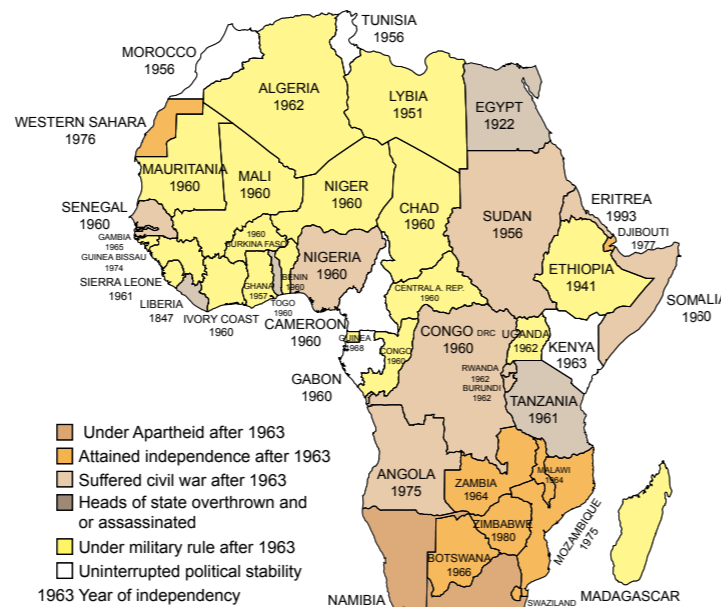 TUNISIA
1956
MOROCCO
1956
ALGERIA
1962
LYBIA
1951
EGYPT
1922
WESTERN SAHARA
1976
MAURITANIA
1960
MALI
1960
NIGER
1960
CHAD
1960
SUDAN
1956
ERITREA
1993
DJIBOUTI
1977
SENEGAL
1960
GAMBIA
1965
GUINEA BISSAU
1974
SIERRA LEONE
1961
LIBERIA
1847
IVORY COAST
1960
1960
BURKINA FASO
GHANA
1957
TOGO
1960
BENIN
1960
NIGERIA
1960
CAMEROON
1960
CENTRAL A. REP.
1960
ETHIOPIA
1941
SOMALIA
1960
GUINEA
1968
GABON
1960
CONGO
1960
CONGO DRC
1960
UGANDA
1962
KENYA
1963
RWANDA
1962
BURUNDI
1962
TANZANIA
1961
ANGOLA
1975
ZAMBIA
1964
MALAWI
1964
ZIMBABWE
1980
MOZAMBIQUE
1975
BOTSWANA
1966
MADAGASCAR
NAMIBIA
SWAZILAND
Under Apartheid after 1963
Attained independence after 1963
Suffered civil war after 1963
Heads of state overthrown and
or assassinated
Under military rule after 1963
Uninterrupted political stability
1963 Year of independency